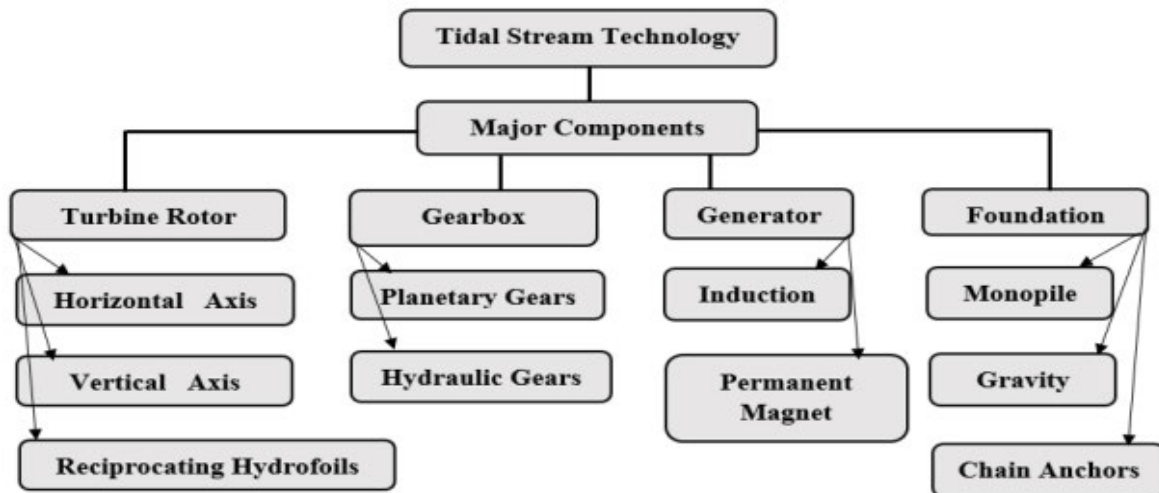 Tidal Stream Technology
Major Components
Turbine Rotor
Gearbox
Generator
Foundation
Horizontal Axis
Planetary Gears
Induction
Monopile
Vertical Axis
Hydraulic Gears
Permanent
Magnet
Gravity
Reciprocating Hydrofoils
Chain Anchors